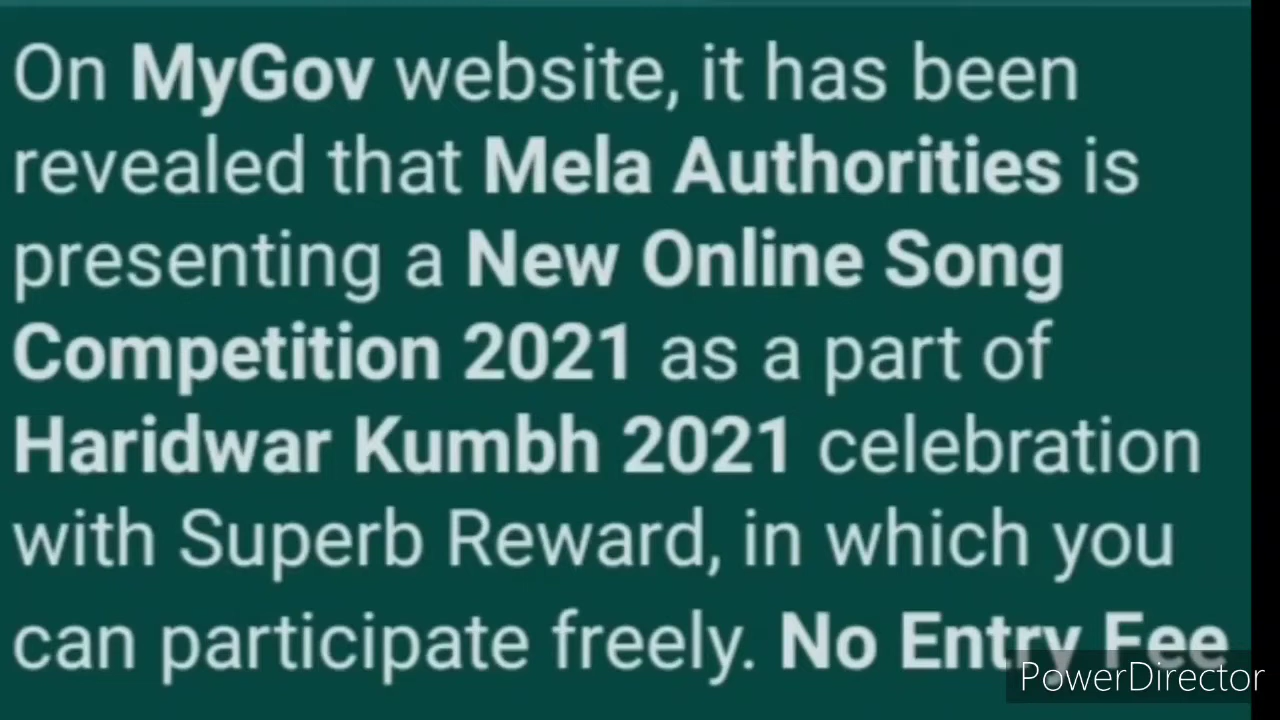 On MyGov website, it has been
revealed that Mela Authorities is
presenting a New Online Song
Competition 2021 as a part of
Haridwar Kumbh 2021 celebration
with Superb Reward, in which you
can participate freely. No Entry Fee
PowerDirector